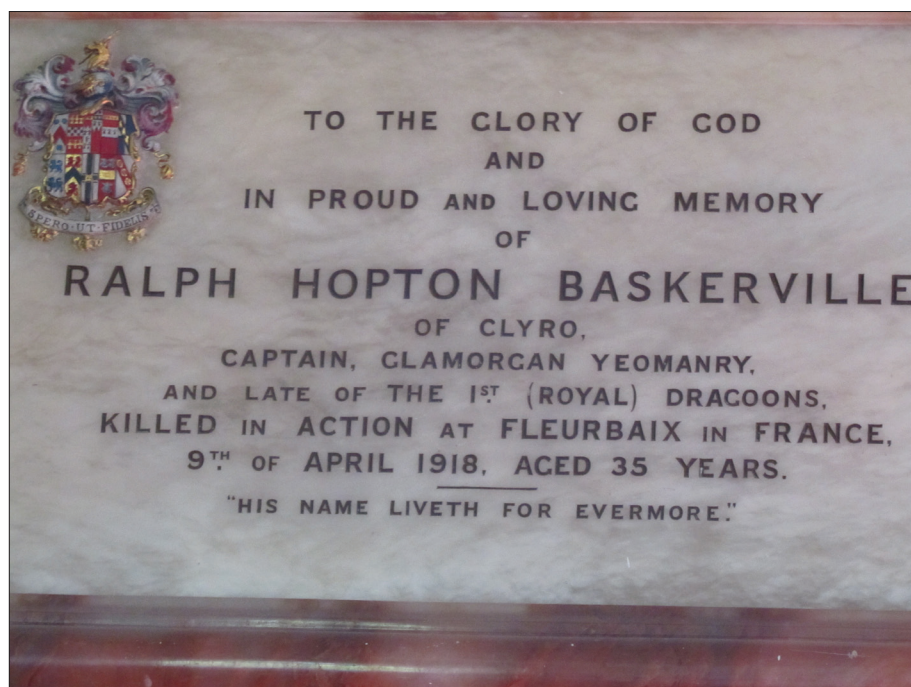 SPERO UT FIDELIS
TO THE GLORY OF GOD
AND
IN PROUD AND LOVING MEMORY
OF
RALPH HOPTON BASKERVILLE
OF CLYRO,
CAPTAIN, GLAMORGAN YEOMANRY,
AND LATE OF THE 1ST. (ROYAL) DRAGOONS,
KILLED IN ACTION AT FLEURBAIX IN FRANCE,
9TH. OF APRIL 1918, AGED 35 YEARS.
"HIS NAME LIVETH FOR EVERMORE."